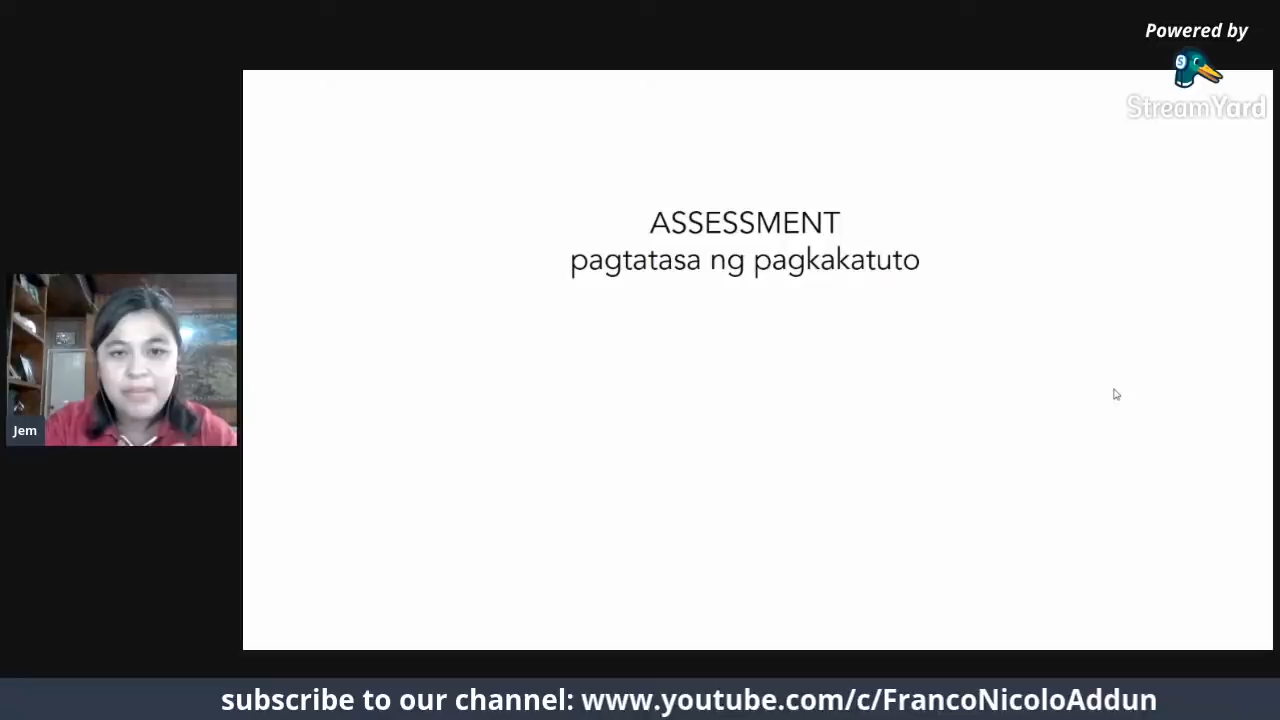 Powered by
StreamYard
ASSESSMENT
pagtatasa ng pagkakatuto
Jem
subscribe to our channel: www.youtube.com/c/FrancoNicoloAddun